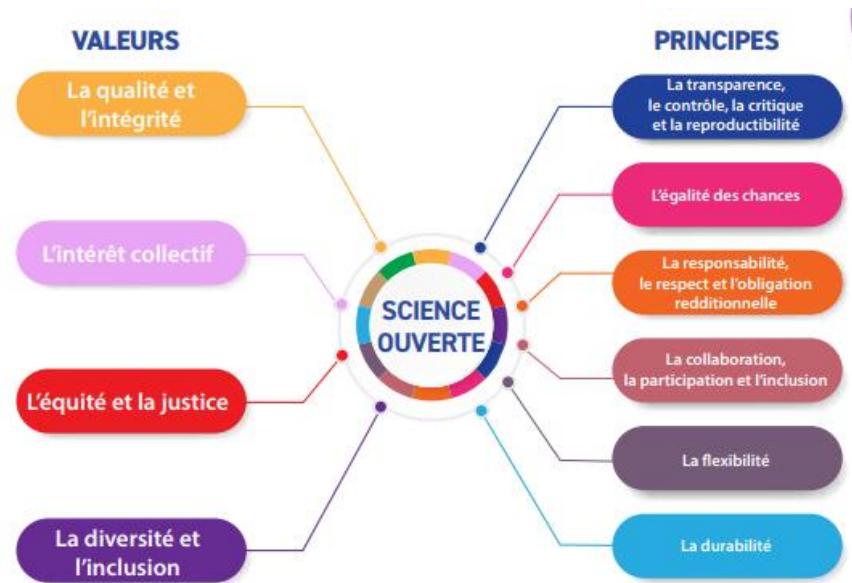 VALEURS
La qualité et
l'intégrité
L'intérêt collectif
L'équité et la justice
La diversité et
l'inclusion
SCIENCE
OUVERTE
PRINCIPES
La transparence,
le contrôle, la critique
et la reproductibilité
L'égalité des chances
La responsabilité,
le respect et l'obligation
redditionnelle
La collaboration,
la participation et l'inclusion
La flexibilité
La durabilité